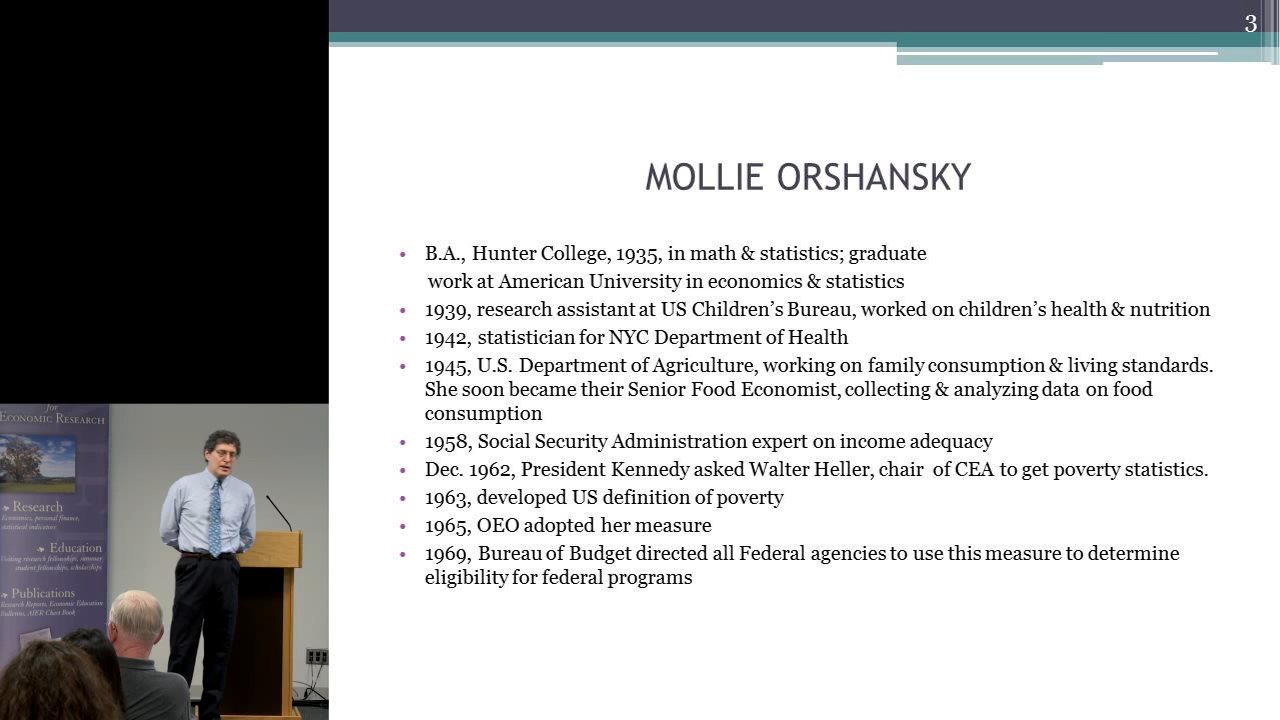 3
MOLLIE ORSHANSKY
• B.A., Hunter College, 1935, in math & statistics; graduate
work at American University in economics & statistics
• 1939, research assistant at US Children's Bureau, worked on children's health & nutrition
• 1942, statistician for NYC Department of Health
• 1945, U.S. Department of Agriculture, working on family consumption & living standards.
She soon became their Senior Food Economist, collecting & analyzing data on food
consumption
• 1958, Social Security Administration expert on income adequacy
• Dec. 1962, President Kennedy asked Walter Heller, chair of CEA to get poverty statistics.
• 1963, developed US definition of poverty
• 1965, OEO adopted her measure
• 1969, Bureau of Budget directed all Federal agencies to use this measure to determine
eligibility for federal programs
for
ECONOMIC RESEARCH
Research
Economics, personal finance,
statistical indicators
Education
Visiting research fellowships, summer
student fellowships, scholarships
Publications
Research Reports, Economic Education
Bulletins, AIER Chart Book